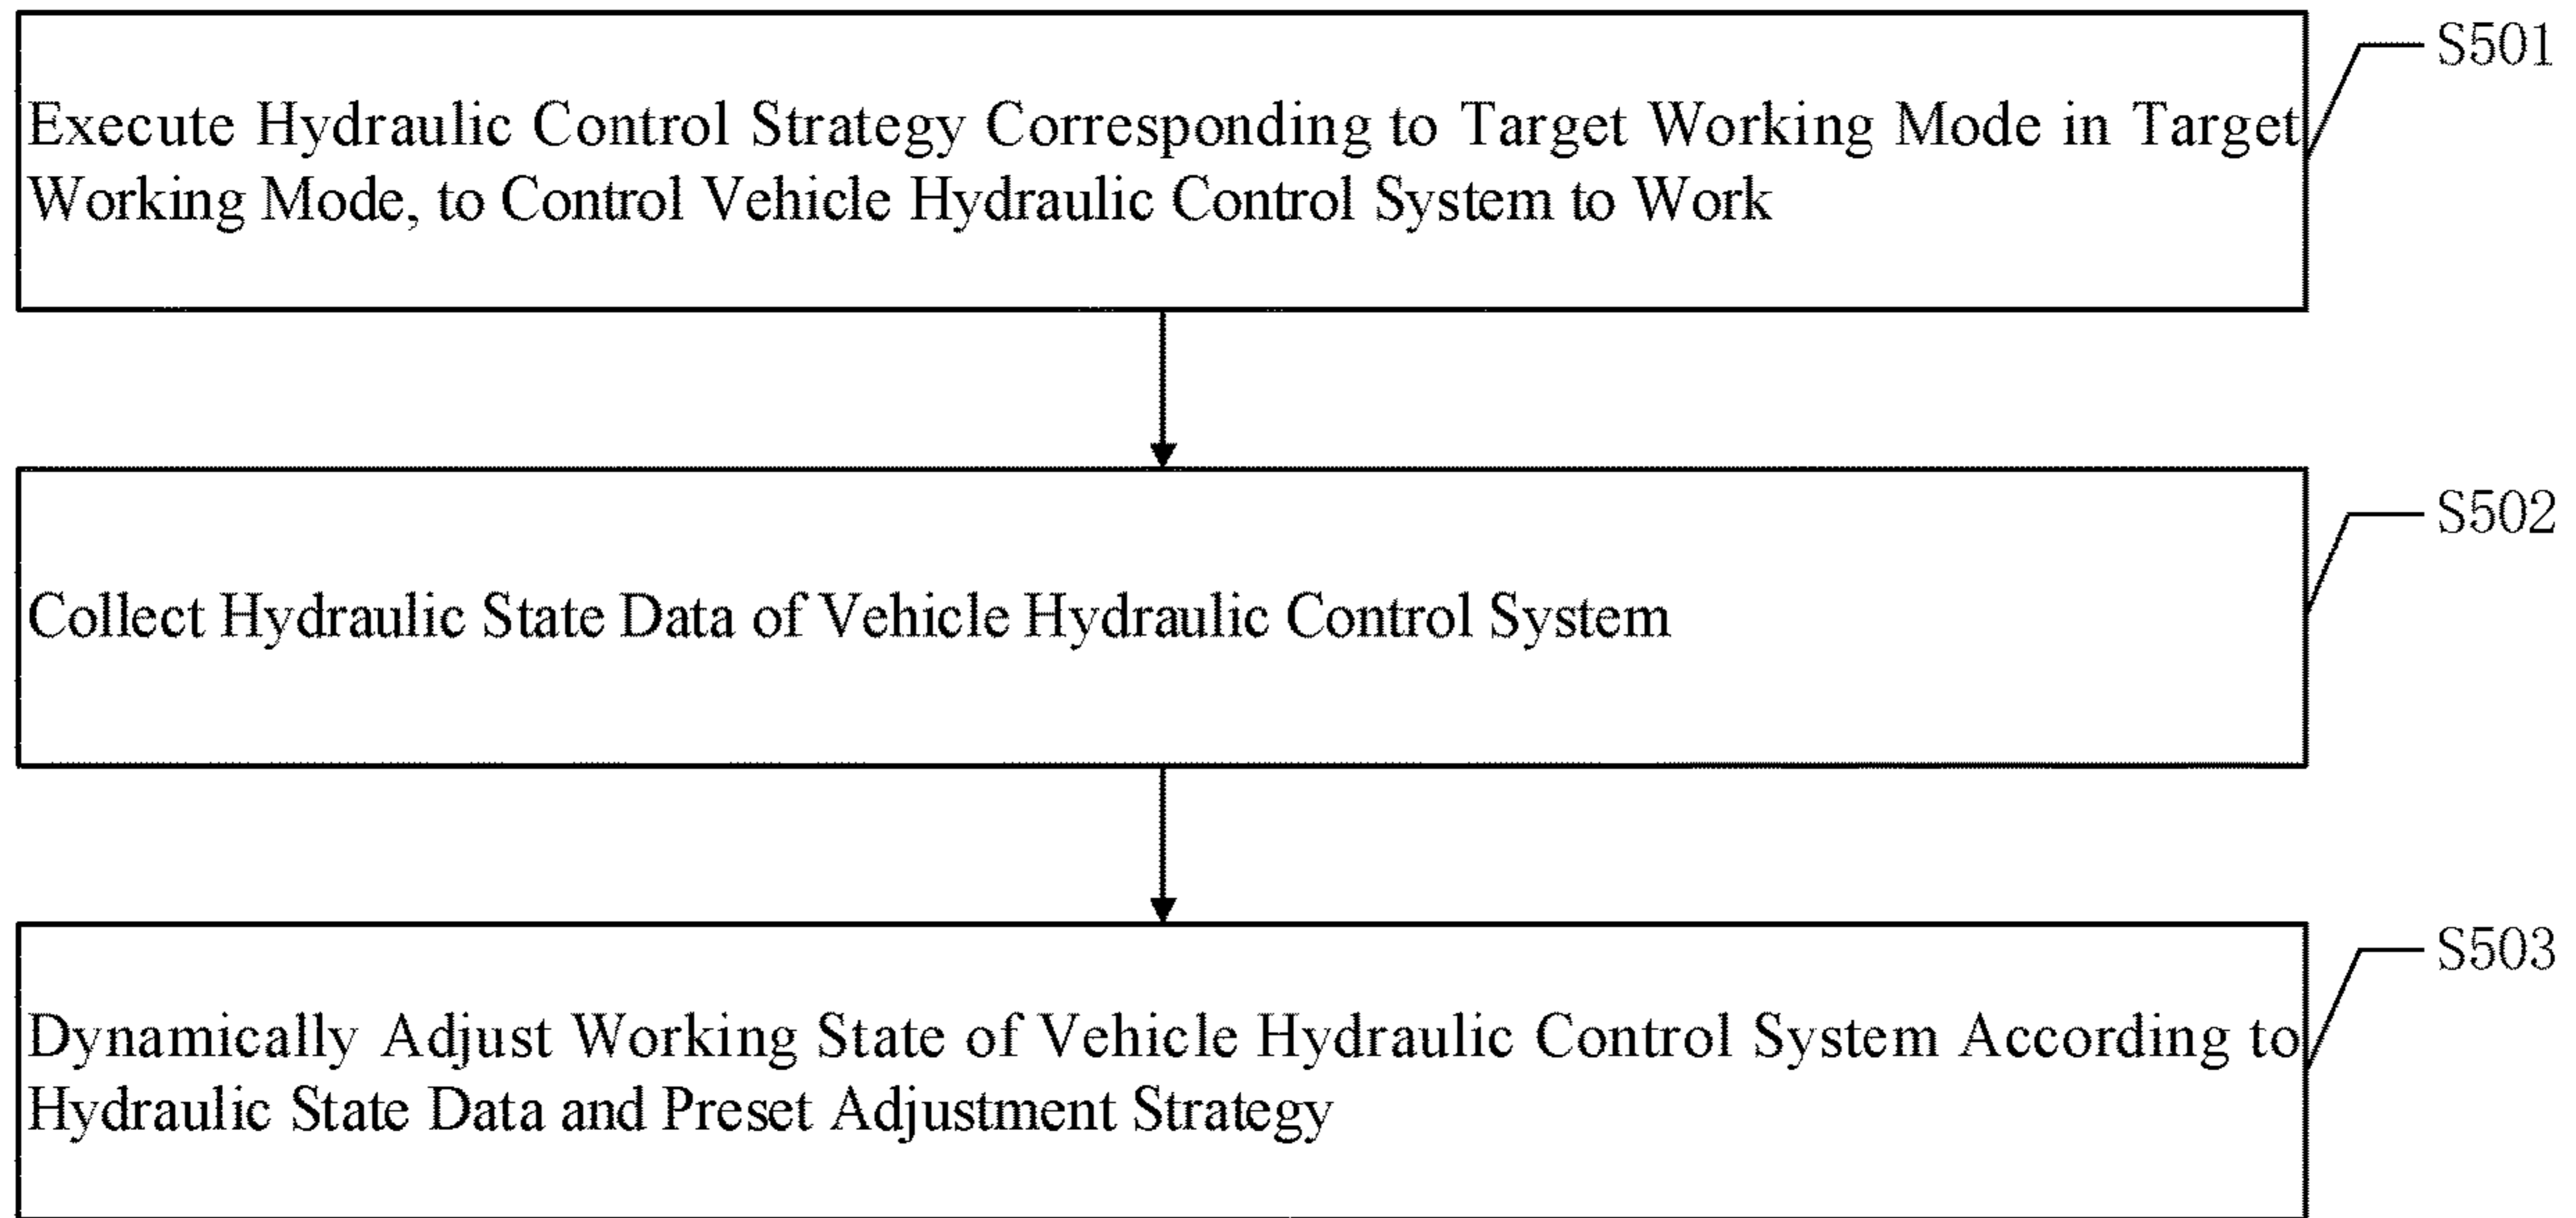 S501
Execute Hydraulic Control Strategy Corresponding to Target Working Mode in Target
Working Mode, to Control Vehicle Hydraulic Control System to Work
S502
Collect Hydraulic State Data of Vehicle Hydraulic Control System
S503
Dynamically Adjust Working State of Vehicle Hydraulic Control System According to
Hydraulic State Data and Preset Adjustment Strategy